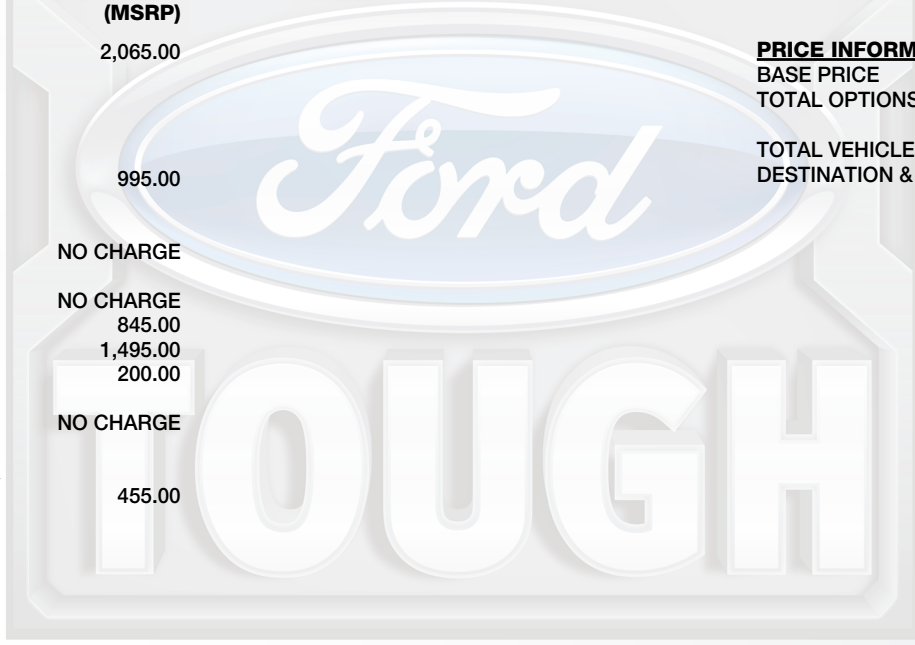 (MSRP)
2,065.00
995.00
NO CHARGE
NO CHARGE
845.00
1,495.00
200.00
NO CHARGE
455.00
PRICE INFORM
BASE PRICE
TOTAL OPTIONS
TOTAL VEHICLE
DESTINATION &
Ford
TOUGH